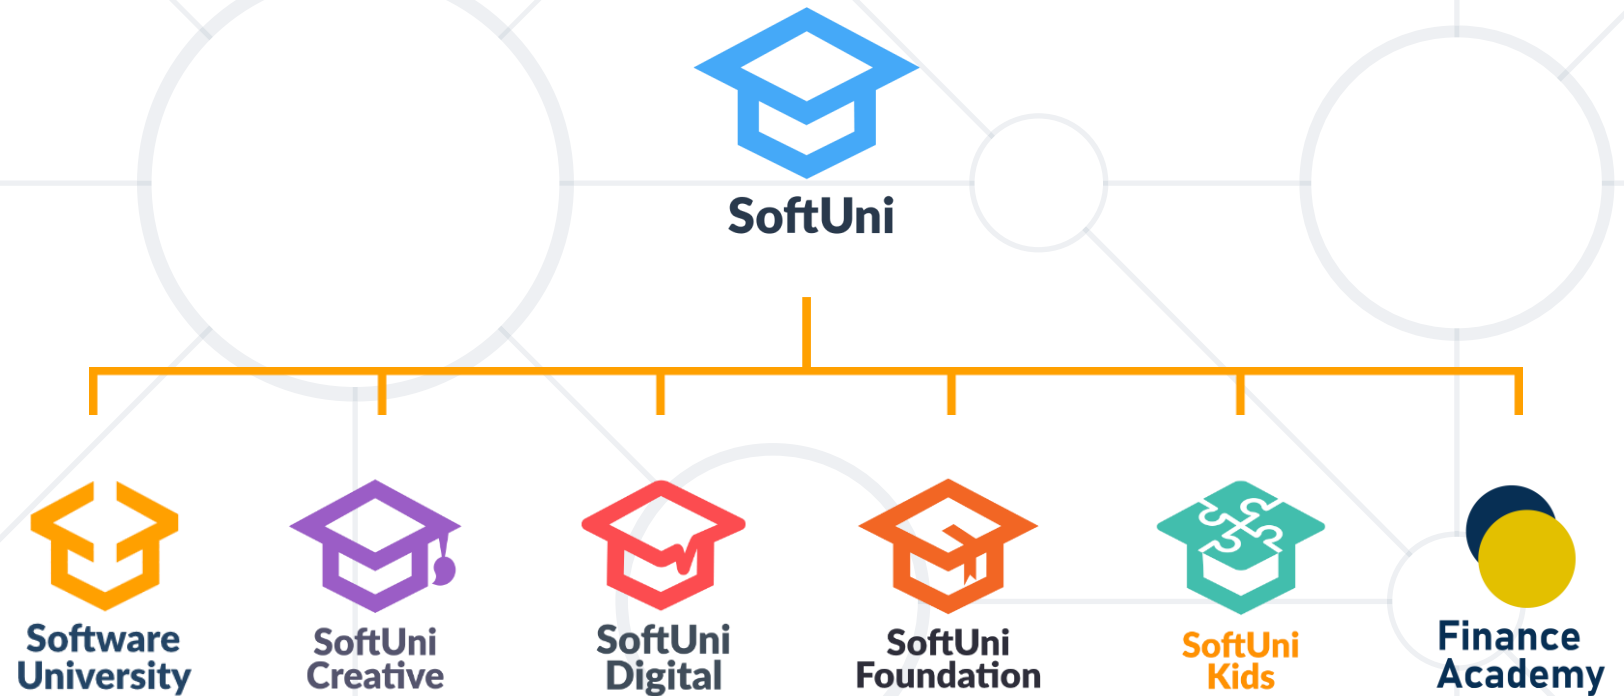 SoftUni
Software
University
SoftUni
Creative
SoftUni
Digital
SoftUni
Foundation
SoftUni
Kids
Finance
Academy